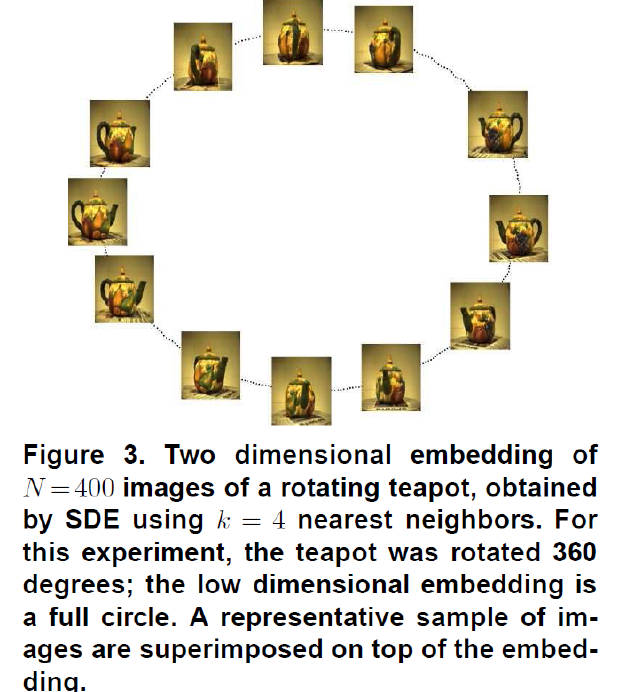 Figure 3. Two dimensional embedding of
N=400 images of a rotating teapot, obtained
by SDE using k = 4 nearest neighbors. For
this experiment, the teapot was rotated 360
degrees; the low dimensional embedding is
a full circle. A representative sample of im-
ages are superimposed on top of the embed-
ding.